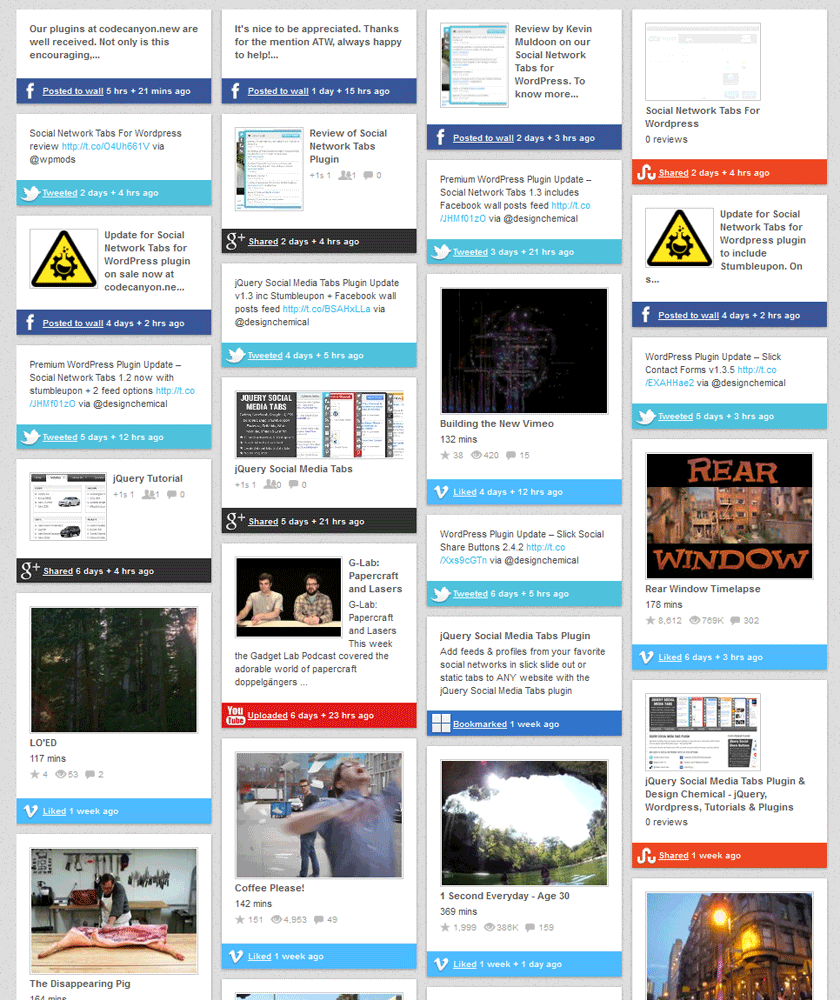 Our plugins at codecanyon.new are
well received. Not only is this
encouraging,...
Posted to wall 5 hrs + 21 mins ago
Social Network Tabs For Wordpress
review http://t.co/O4Uh661V via
@wpmods
Tweeted 2 days + 4 hrs ago
Update for Social
Network Tabs for
WordPress plugin
on sale now at
codecanyon.ne...
Posted to wall 4 days + 2 hrs ago
Premium WordPress Plugin Update –
Social Network Tabs 1.2 now with
stumbleupon + 2 feed options http://t.co
/JHMf01zO via @designchemical
Tweeted 5 days + 12 hrs ago
jQuery Tutorial
+1s 1 1 0
g+ Shared 6 days + 4 hrs ago
LO'ED
117 mins
4 53 2
Liked 1 week ago
The Disappearing Pig
164 mins
It's nice to be appreciated. Thanks
for the mention ATW, always happy
to help!...
Posted to wall 1 day + 15 hrs ago
Review of Social
Network Tabs
Plugin
+1s 1 1 0
g+ Shared 2 days + 4 hrs ago
jQuery Social Media Tabs Plugin Update
v1.3 inc Stumbleupon + Facebook wall
posts feed http://t.co/BSAHxLLa via
@designchemical
Tweeted 4 days + 5 hrs ago
JQUERY SOCIAL
MEDIA TABS
jQuery Social Media Tabs
+1s 1 0 0
g+ Shared 5 days + 21 hrs ago
G-Lab:
Papercraft
and Lasers
G-Lab:
Papercraft
and Lasers
This week
the Gadget Lab Podcast covered the
adorable world of papercraft
doppelgängers ...
You
Tube Uploaded 6 days + 23 hrs ago
Coffee Please!
142 mins
151 4,953 49
Liked 1 week ago
Review by Kevin
Muldoon on our
Social Network
Tabs for
WordPress. To
know more...
Posted to wall 2 days + 3 hrs ago
Premium WordPress Plugin Update –
Social Network Tabs 1.3 includes
Facebook wall posts feed http://t.co
/JHMf01zO via @designchemical
Tweeted 3 days + 21 hrs ago
Building the New Vimeo
132 mins
38 420 15
Liked 4 days + 12 hrs ago
WordPress Plugin Update – Slick Social
Share Buttons 2.4.2 http://t.co
/Xxs9cGTn via @designchemical
Tweeted 6 days + 5 hrs ago
jQuery Social Media Tabs Plugin
Add feeds & profiles from your favorite
social networks in slick slide out or
static tabs to ANY website with the
jQuery Social Media Tabs plugin
Bookmarked 1 week ago
1 Second Everyday - Age 30
369 mins
1,999 386K 159
Liked 1 week + 1 day ago
Social Network Tabs For
Wordpress
0 reviews
Shared 2 days + 4 hrs ago
Update for Social
Network Tabs for
Wordpress plugin
to include
Stumbleupon. On
s...
Posted to wall 4 days + 2 hrs ago
WordPress Plugin Update – Slick
Contact Forms v1.3.5 http://t.co
/EXAHHae2 via @designchemical
Tweeted 5 days + 3 hrs ago
REAR
WINDOW
Rear Window Timelapse
178 mins
8,612 769K 302
Liked 6 days + 3 hrs ago
jQuery Social Media Tabs Plugin &
Design Chemical - jQuery,
Wordpress, Tutorials & Plugins
0 reviews
Shared 1 week ago